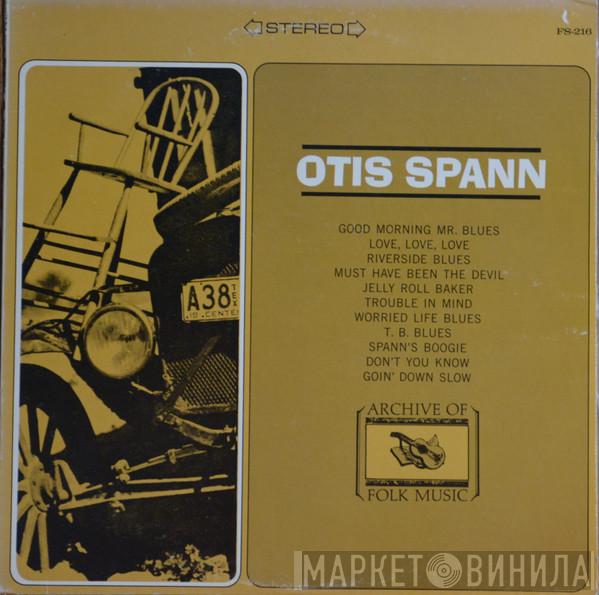 STEREO
FS-216
OTIS SPANN
GOOD MORNING MR. BLUES
LOVE, LOVE, LOVE
RIVERSIDE BLUES
MUST HAVE BEEN THE DEVIL
JELLY ROLL BAKER
TROUBLE IN MIND
WORRIED LIFE BLUES
T. B. BLUES
SPANN'S BOOGIE
DON'T YOU KNOW
GOIN' DOWN SLOW
ARCHIVE OF
FOLK MUSIC
A38
МАРКЕТ ВИНИЛА